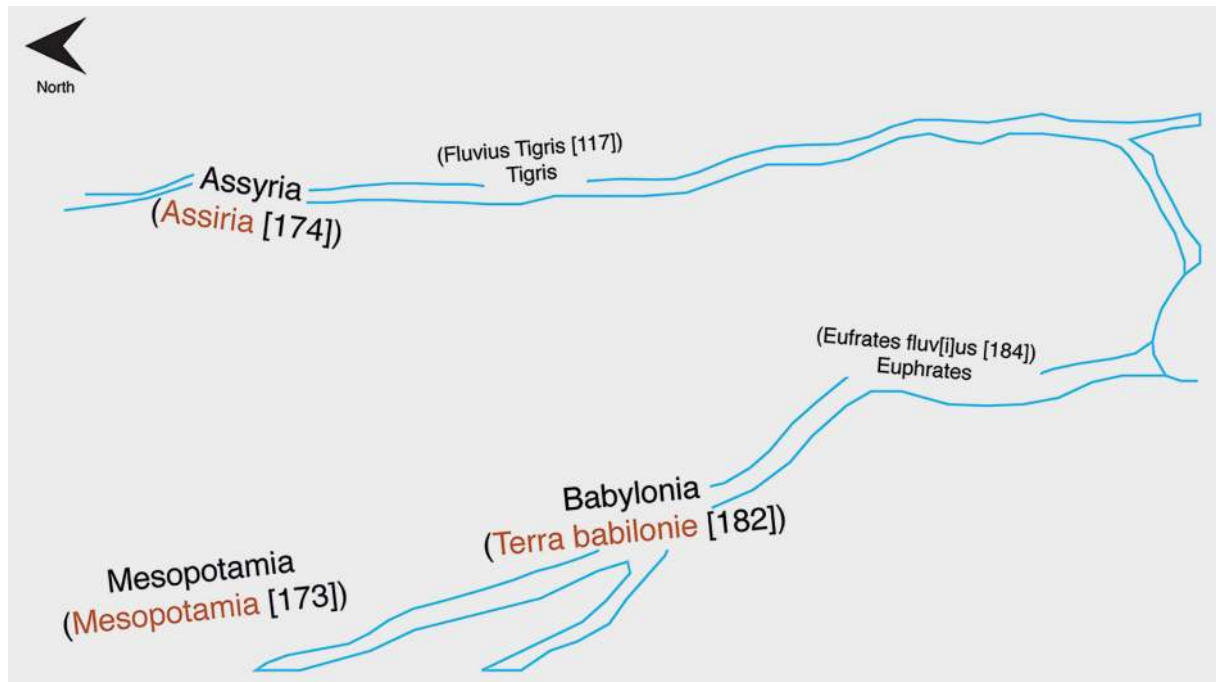 North
(Fluvius Tigris [117])
Tigris
Assyria
(Assiria [174])
(Eufrates fluv[i]us [184])
Euphrates
Babylonia
(Terra babilonie [182])
Mesopotamia
(Mesopotamia [173])